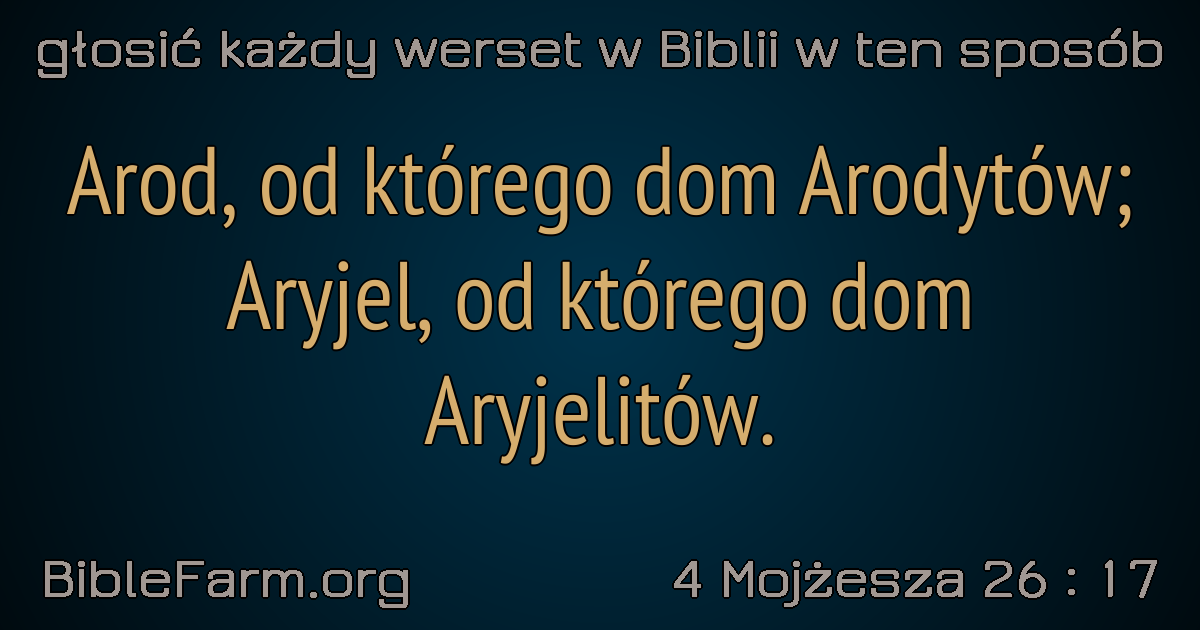 głosić każdy werset w Biblii w ten sposób
Arod, od którego dom Arodytów;
Aryjel, od którego dom
Aryjelitów.
BibleFarm.org
4 Mojżesza 26 : 17